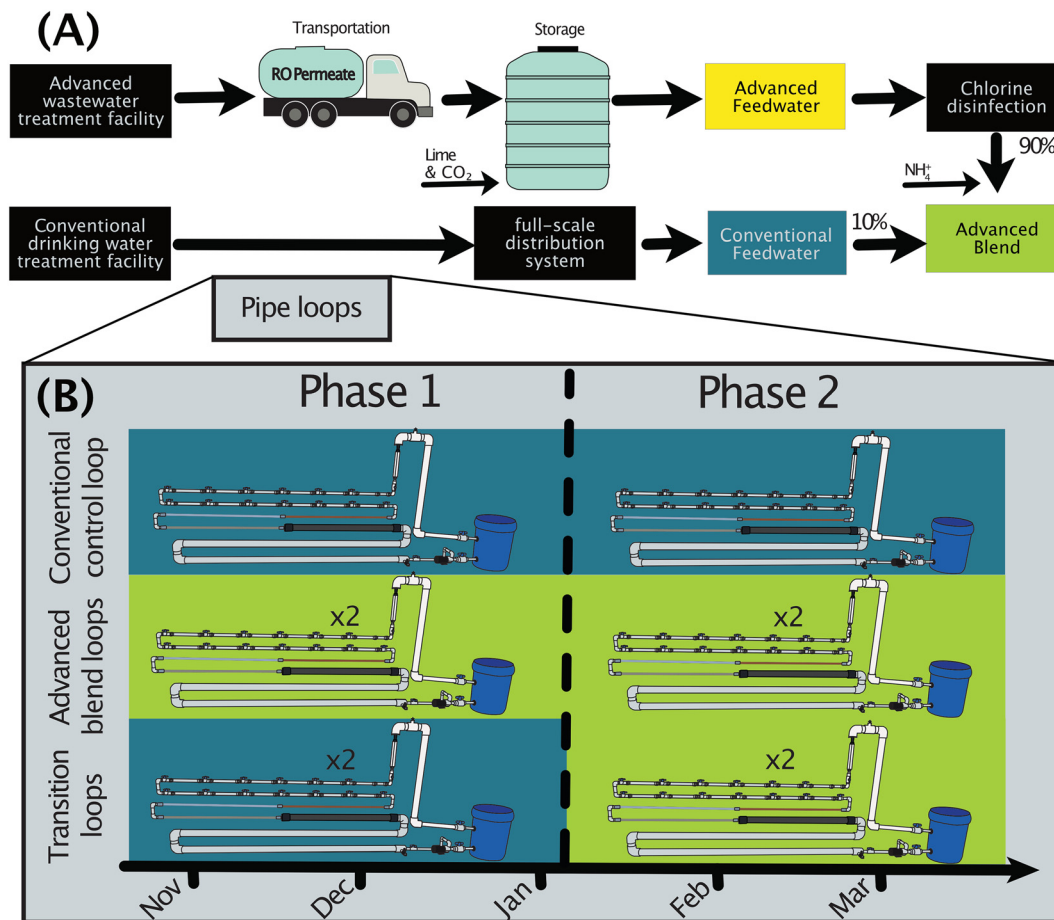 (A)
Transportation
Storage
Advanced
wastewater
treatment facility
RO Permeate
Advanced
Feedwater
Chlorine
disinfection
90%
Lime
& CO₂
NH₄⁺
Conventional
drinking water
treatment facility
full-scale
distribution
system
Conventional
Feedwater
10%
Advanced
Blend
Pipe loops
(B)
Phase 1
Phase 2
Conventional
control loop
Advanced
blend loops
x2
x2
Transition
loops
x2
x2
Nov
Dec
Jan
Feb
Mar